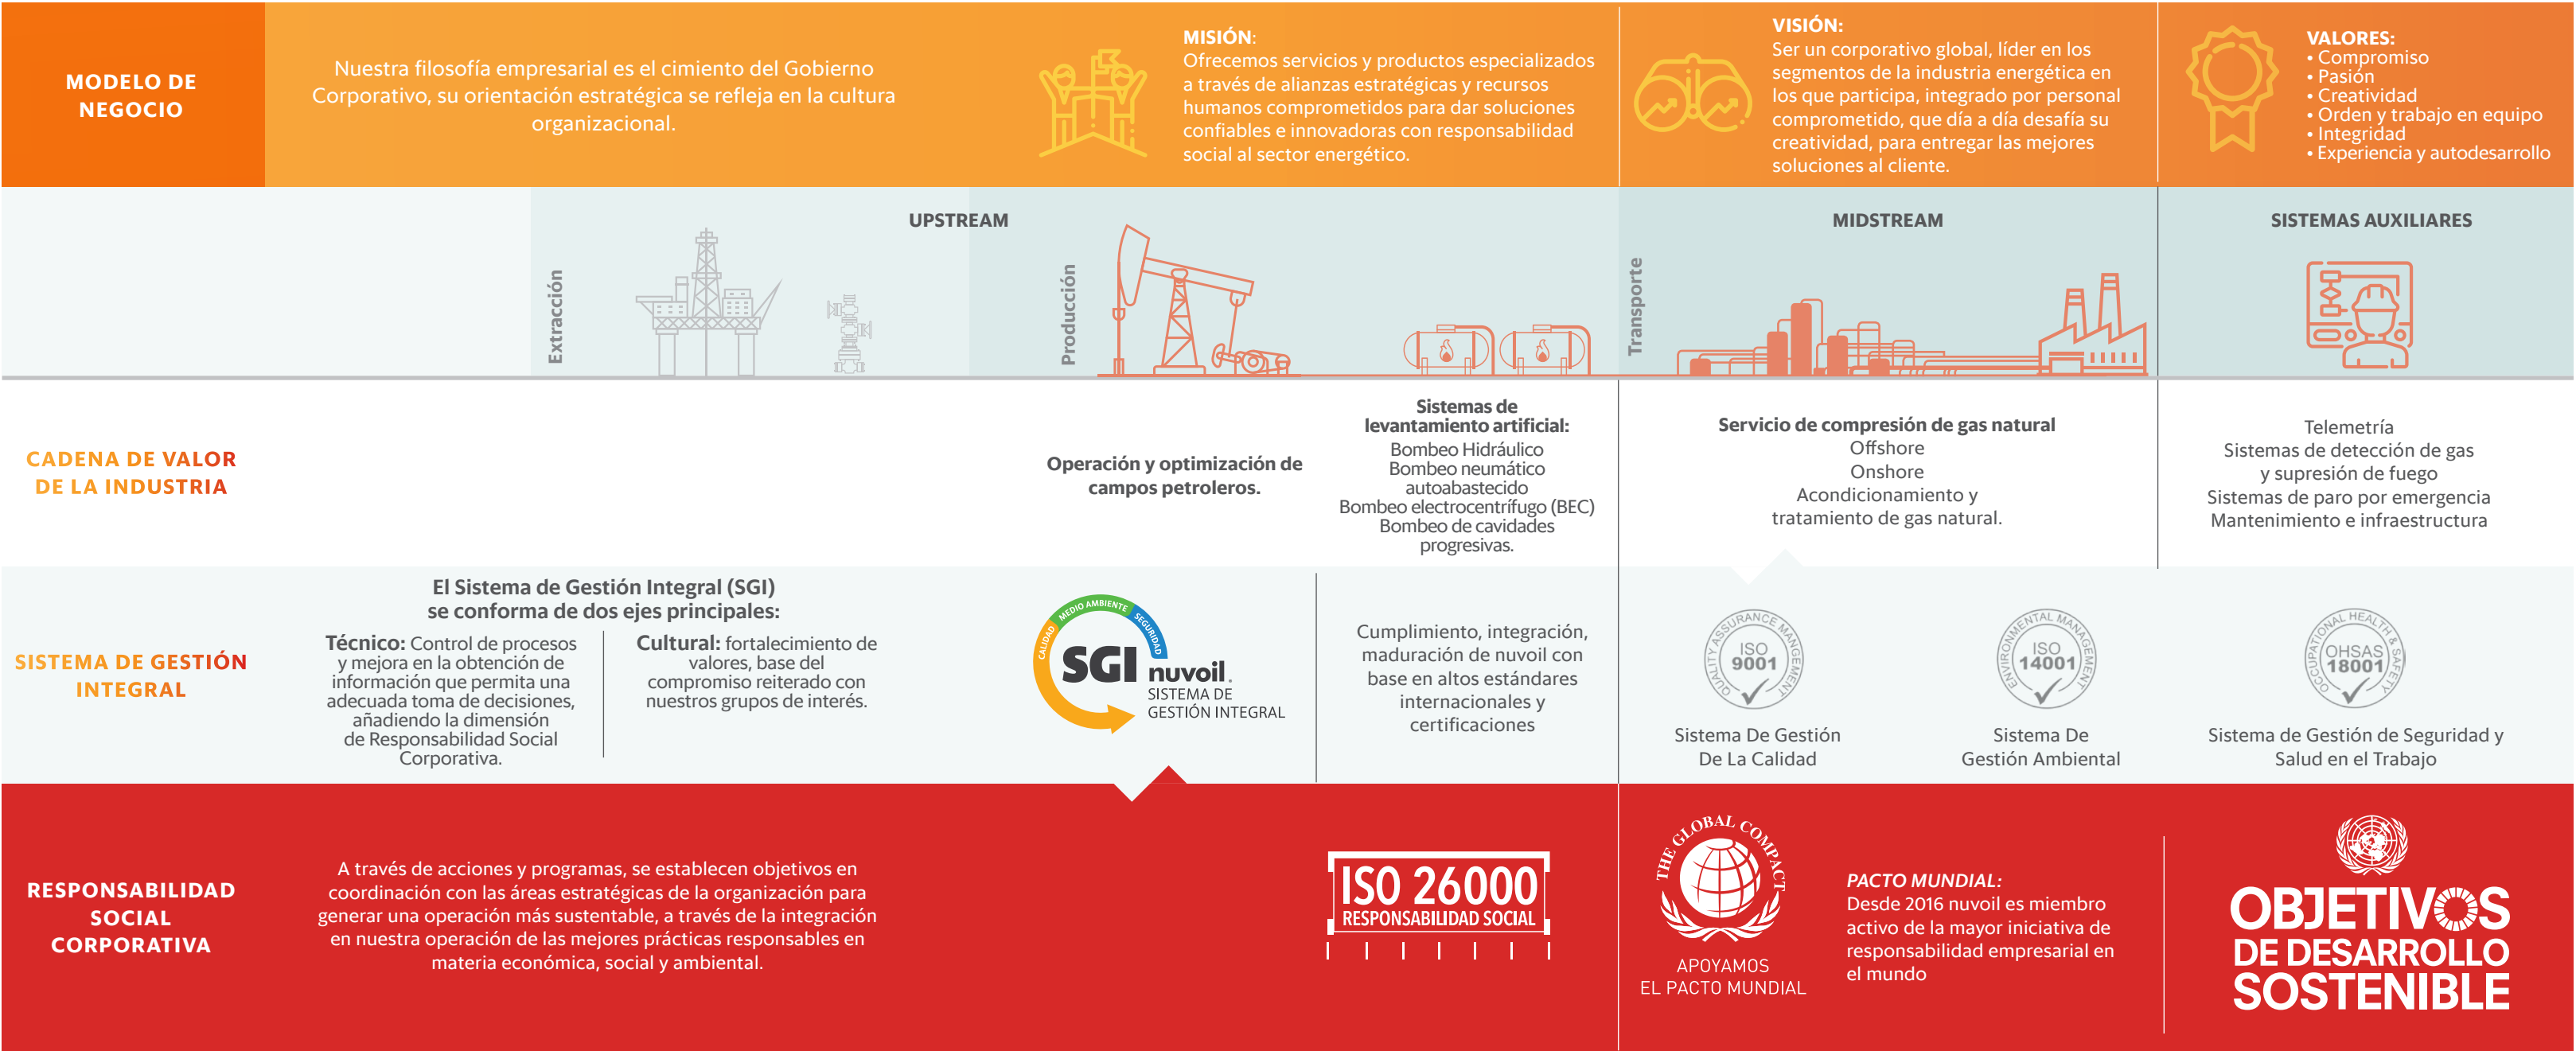 MODELO DE
NEGOCIO
Nuestra filosofía empresarial es el cimiento del Gobierno
Corporativo, su orientación estratégica se refleja en la cultura
organizacional.
MISIÓN:
Ofrecemos servicios y productos especializados
a través de alianzas estratégicas y recursos
humanos comprometidos para dar soluciones
confiables e innovadoras con responsabilidad
social al sector energético.
VISIÓN:
Ser un corporativo global, líder en los
segmentos de la industria energética en
los que participa, integrado por personal
comprometido, que día a día desafía su
creatividad, para entregar las mejores
soluciones al cliente.
VALORES:
• Compromiso
• Pasión
• Creatividad
• Orden y trabajo en equipo
• Integridad
• Experiencia y autodesarrollo
UPSTREAM
MIDSTREAM
SISTEMAS AUXILIARES
Extracción
Producción
Transporte
CADENA DE VALOR
DE LA INDUSTRIA
Operación y optimización de
campos petroleros.
Sistemas de
levantamiento artificial:
Bombeo Hidráulico
Bombeo neumático
autoabastecido
Bombeo electrocentrífugo (BEC)
Bombeo de cavidades
progresivas.
Servicio de compresión de gas natural
Offshore
Onshore
Acondicionamiento y
tratamiento de gas natural.
Telemetría
Sistemas de detección de gas
y supresión de fuego
Sistemas de paro por emergencia
Mantenimiento e infraestructura
SISTEMA DE GESTIÓN
INTEGRAL
El Sistema de Gestión Integral (SGI)
se conforma de dos ejes principales:
Técnico: Control de procesos
y mejora en la obtención de
información que permita una
adecuada toma de decisiones,
añadiendo la dimensión
de Responsabilidad Social
Corporativa.
Cultural: fortalecimiento de
valores, base del
compromiso reiterado con
nuestros grupos de interés.
CALIDAD
MEDIO AMBIENTE
SEGURIDAD
SGI nuvoil.
SISTEMA DE
GESTIÓN INTEGRAL
Cumplimiento, integración,
maduración de nuvoil con
base en altos estándares
internacionales y
certificaciones
QUALITY ASSURANCE MANAGEMENT
ISO
9001
Sistema De Gestión
De La Calidad
ENVIRONMENTAL MANAGEMENT
ISO
14001
Sistema De
Gestión Ambiental
OCCUPATIONAL HEALTH & SAFETY
OHSAS
18001
Sistema de Gestión de Seguridad y
Salud en el Trabajo
RESPONSABILIDAD
SOCIAL
CORPORATIVA
A través de acciones y programas, se establecen objetivos en
coordinación con las áreas estratégicas de la organización para
generar una operación más sustentable, a través de la integración
en nuestra operación de las mejores prácticas responsables en
materia económica, social y ambiental.
ISO 26000
RESPONSABILIDAD SOCIAL
THE GLOBAL COMPACT
APOYAMOS
EL PACTO MUNDIAL
PACTO MUNDIAL:
Desde 2016 nuvoil es miembro
activo de la mayor iniciativa de
responsabilidad empresarial en
el mundo
OBJETIVOS
DE DESARROLLO
SOSTENIBLE